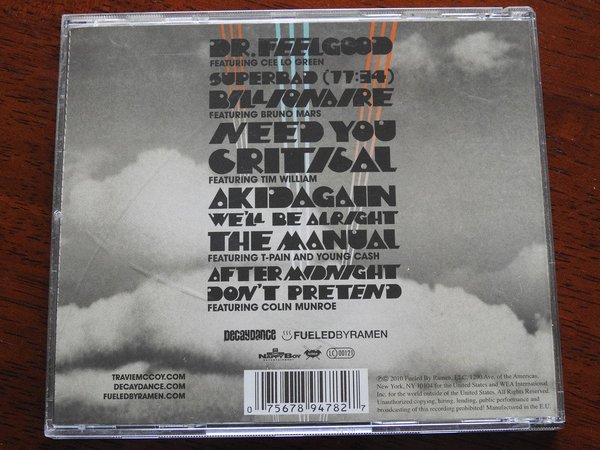 DR. FEELGOOD
FEATURING CEE LO GREEN
SUPERBAD (11:34)
BILLIONAIRE
FEATURING BRUNO MARS
NEED YOU
CRITICAL
FEATURING TIM WILLIAM
AKIDAGAIN
WE'LL BE ALRIGHT
THE MANUAL
FEATURING T-PAIN AND YOUNG CASH
AFTER MIDNIGHT
DON'T PRETEND
FEATURING COLIN MUNROE
DECAYDANCE FUELEDBYRAMEN
NAPPYBOY LC 00121
TRAVIEMCCOY.COM
DECAYDANCE.COM
FUELEDBYRAMEN.COM
0 75678 94782 7
℗© 2010 Fueled By Ramen, LLC, 1290 Ave. of the Americas,
New York, NY 10104 for the United States and WEA International
Inc. for the world outside of the United States. All Rights Reserved.
Unauthorized copying, hiring, lending, public performance and
broadcasting of this recording prohibited! Manufactured in the E.U.